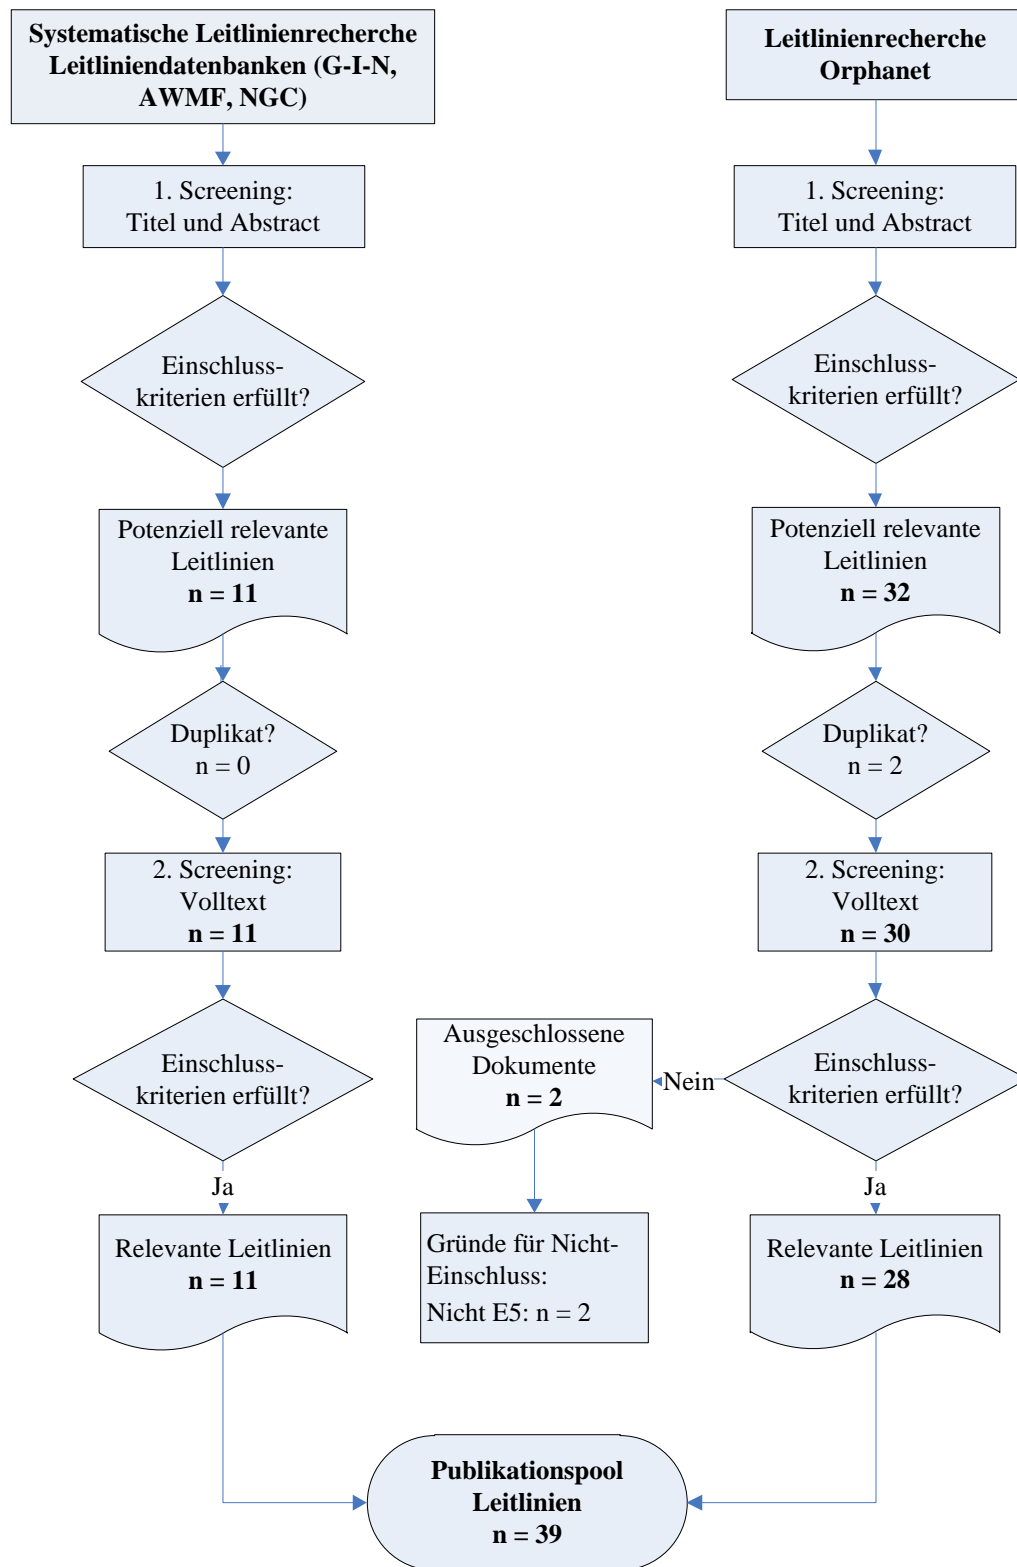 Systematische Leitlinienrecherche
Leitliniendatenbanken (G-I-N,
AWMF, NGC)
1. Screening:
Titel und Abstract
Einschluss-
kriterien erfüllt?
Potenziell relevante
Leitlinien
n = 11
Duplikat?
n = 0
2. Screening:
Volltext
n = 11
Einschluss-
kriterien erfüllt?
Ja
Relevante Leitlinien
n = 11
Leitlinienrecherche
Orphanet
1. Screening:
Titel und Abstract
Einschluss-
kriterien erfüllt?
Potenziell relevante
Leitlinien
n = 32
Duplikat?
n = 2
2. Screening:
Volltext
n = 30
Einschluss-
kriterien erfüllt?
Nein
Ausgeschlossene
Dokumente
n = 2
Gründe für Nicht-
Einschluss:
Nicht E5: n = 2
Ja
Relevante Leitlinien
n = 28
Publikationspool
Leitlinien
n = 39